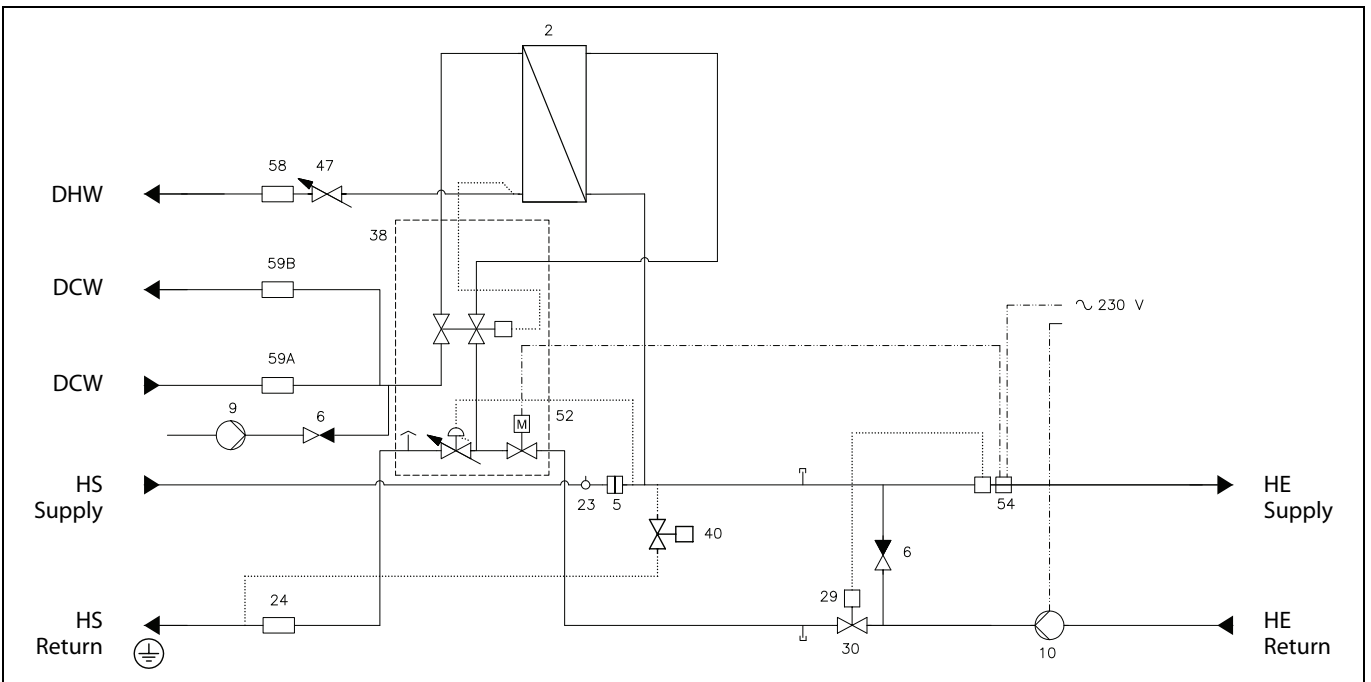 2
58
47
DHW
38
59B
DCW
~ 230 V
59A
DCW
9
6
52
M
HS
Supply
23
5
54
HE
Supply
40
6
29
24
HS
Return
30
10
HE
Return